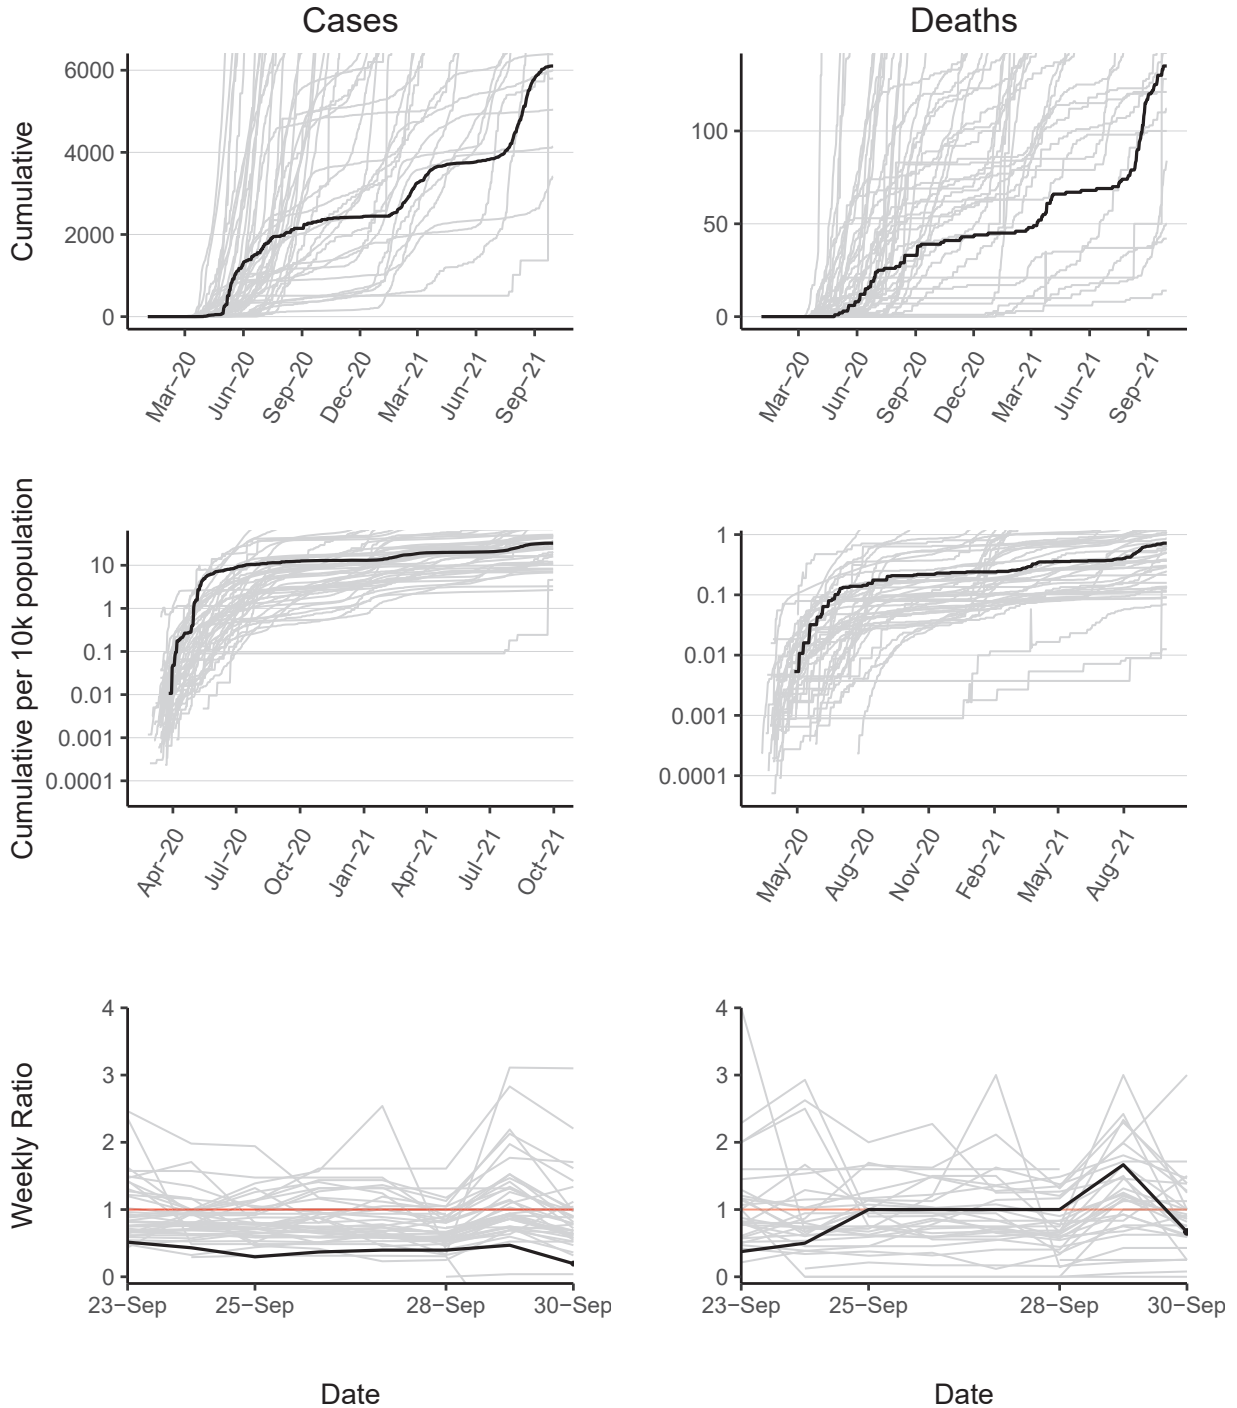 Cases
Deaths
Cumulative
6000
4000
2000
0
Mar−20
Jun−20
Sep−20
Dec−20
Mar−21
Jun−21
Sep−21
100
50
0
Mar−20
Jun−20
Sep−20
Dec−20
Mar−21
Jun−21
Sep−21
Cumulative per 10k population
10
1
0.1
0.01
0.001
0.0001
Apr−20
Jul−20
Oct−20
Jan−21
Apr−21
Jul−21
Oct−21
1
0.1
0.01
0.001
0.0001
May−20
Aug−20
Nov−20
Feb−21
May−21
Aug−21
Weekly Ratio
4
3
2
1
0
23−Sep
25−Sep
28−Sep
30−Sep
4
3
2
1
0
23−Sep
25−Sep
28−Sep
30−Sep
Date
Date